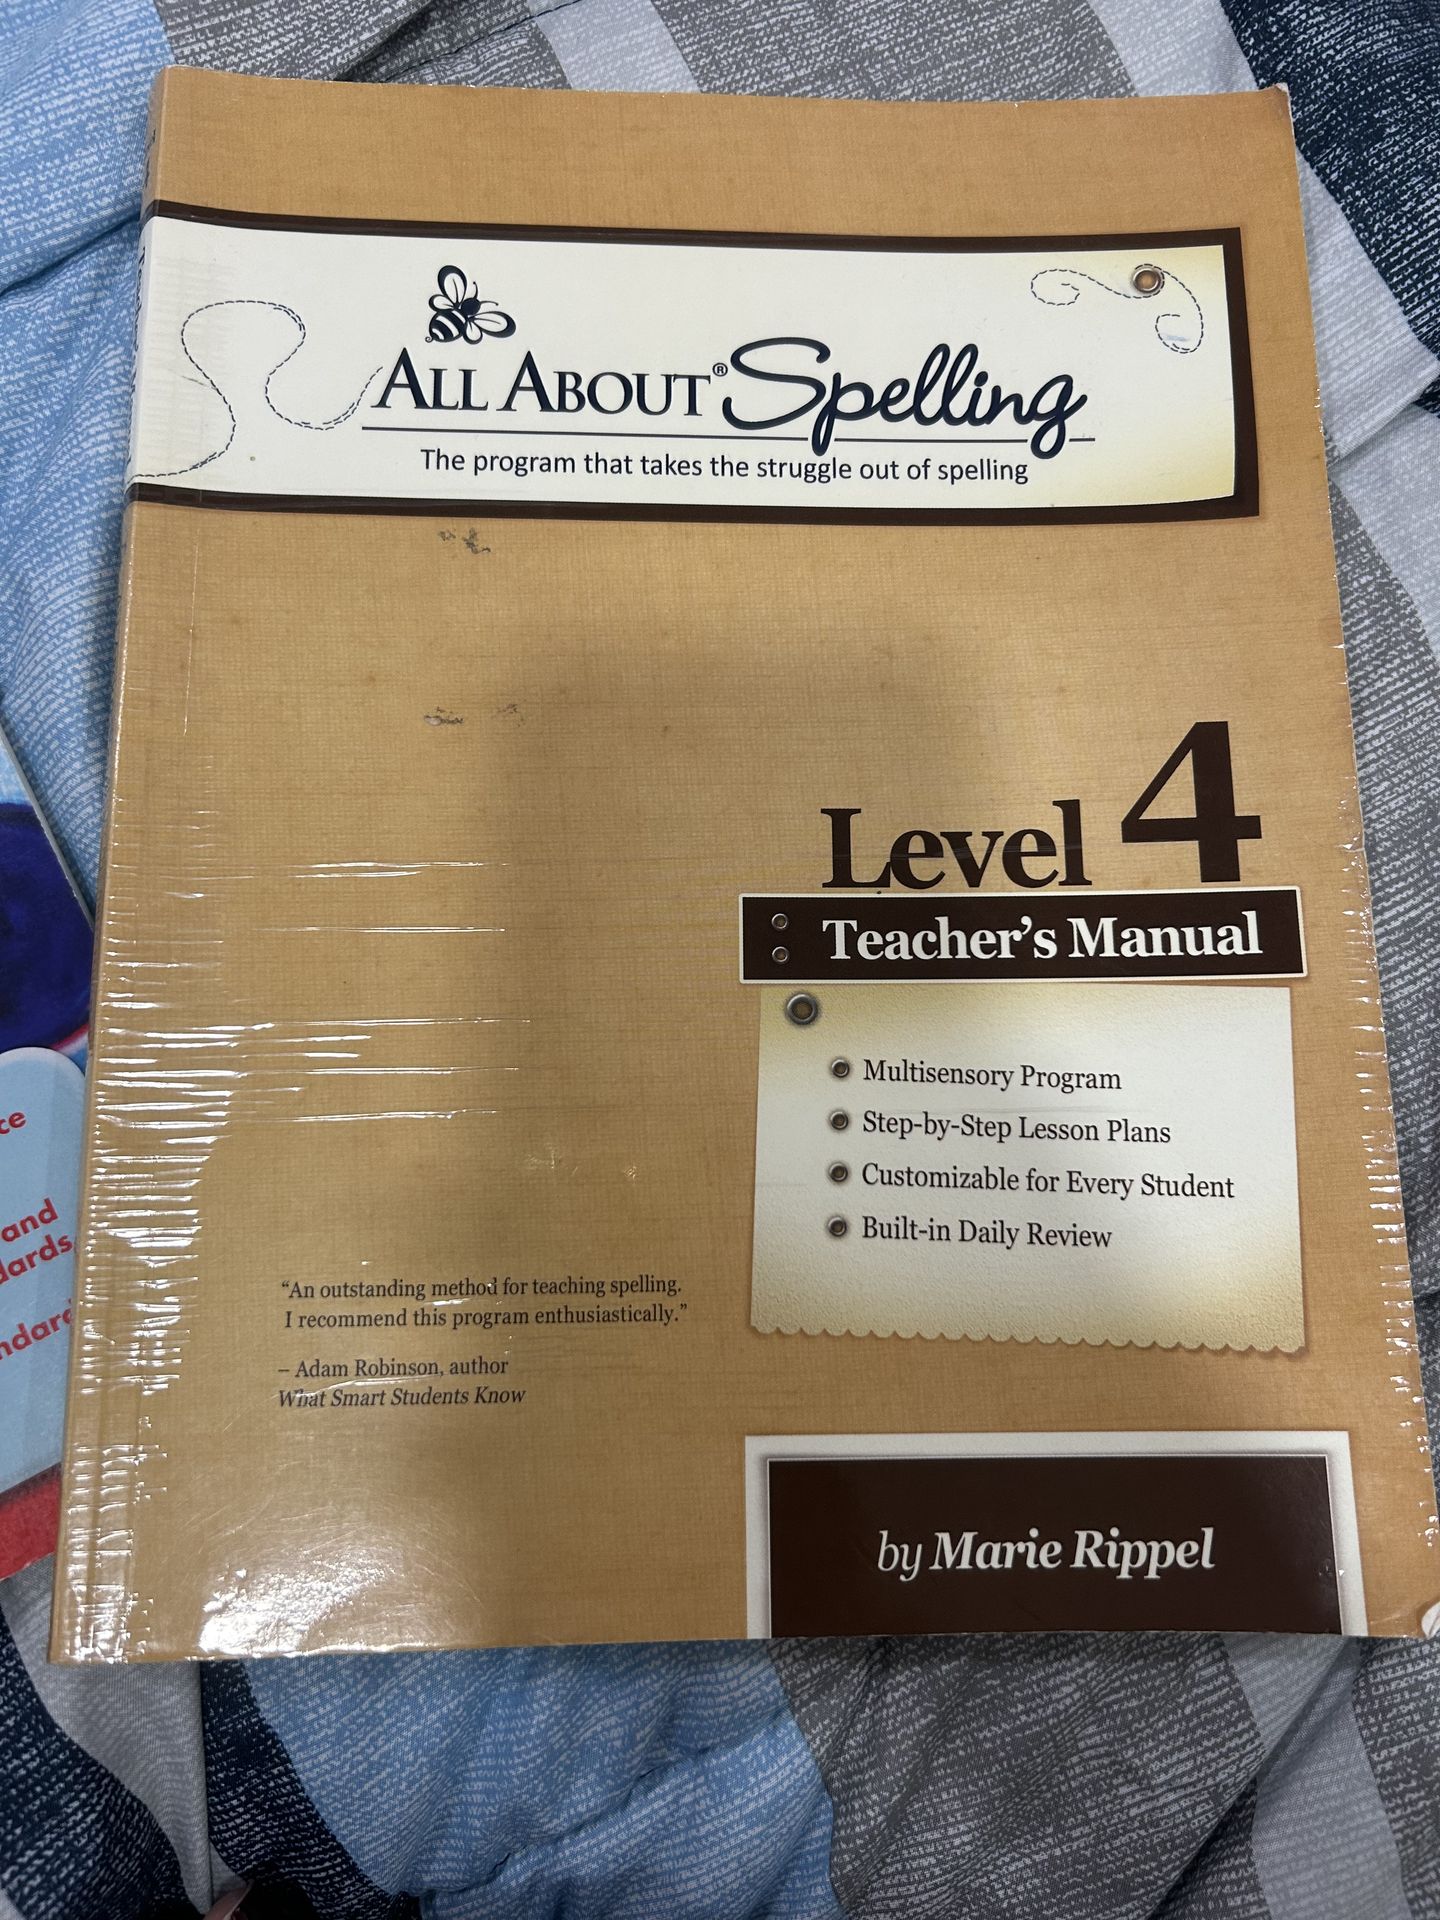 All About® Spelling
The program that takes the struggle out of spelling
Level 4
Teacher's Manual
Multisensory Program
Step-by-Step Lesson Plans
Customizable for Every Student
Built-in Daily Review
“An outstanding method for teaching spelling.
I recommend this program enthusiastically.”
– Adam Robinson, author
What Smart Students Know
by Marie Rippel
and